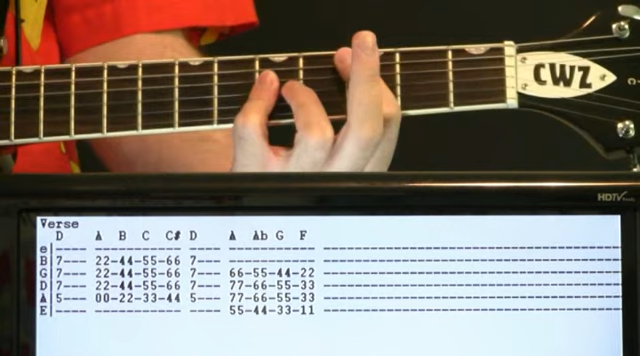 CWZ
HDTV
Verse
D A B C C# D A Ab G F
e|---- ----------- ---- ----------- ----------------------------------------
B|7--- 22-44-55-66 7--- ----------- ----------------------------------------
G|7--- 22-44-55-66 7--- 66-55-44-22 ----------------------------------------
D|7--- 22-44-55-66 7--- 77-66-55-33 ----------------------------------------
A|5--- 00-22-33-44 5--- 77-66-55-33 ----------------------------------------
E|---- ----------- ---- 55-44-33-11 ----------------------------------------